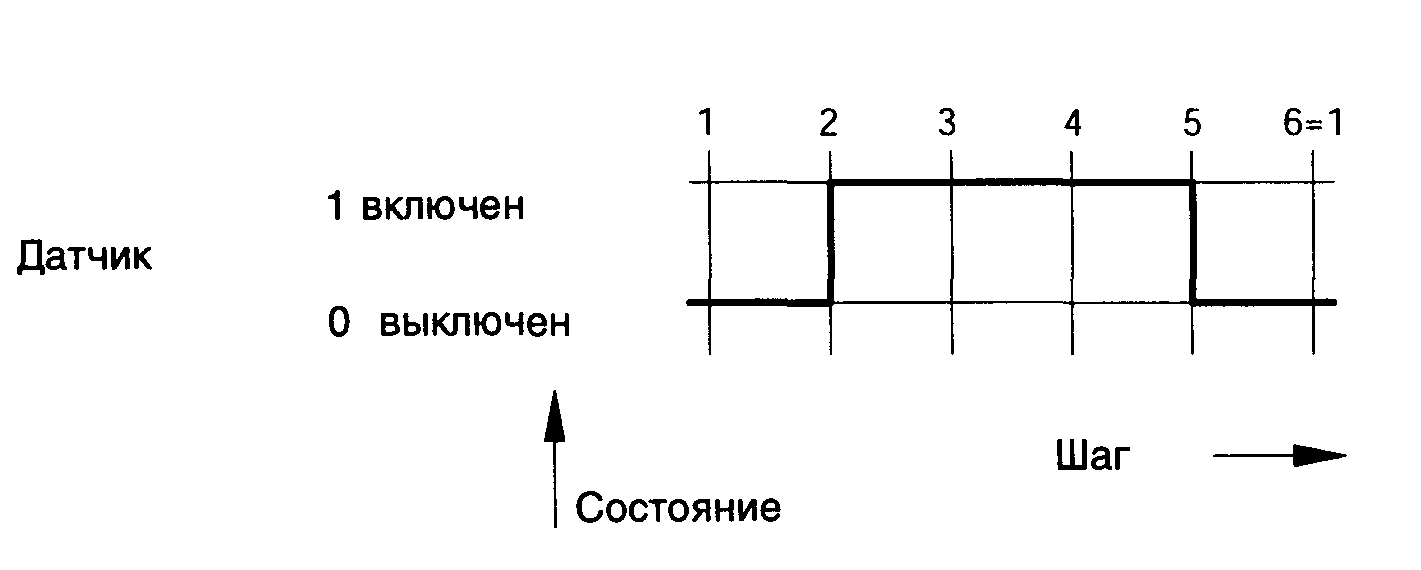 1 2 3 4 5 6=1
1 включен
Датчик
0 выключен
Шаг
Состояние